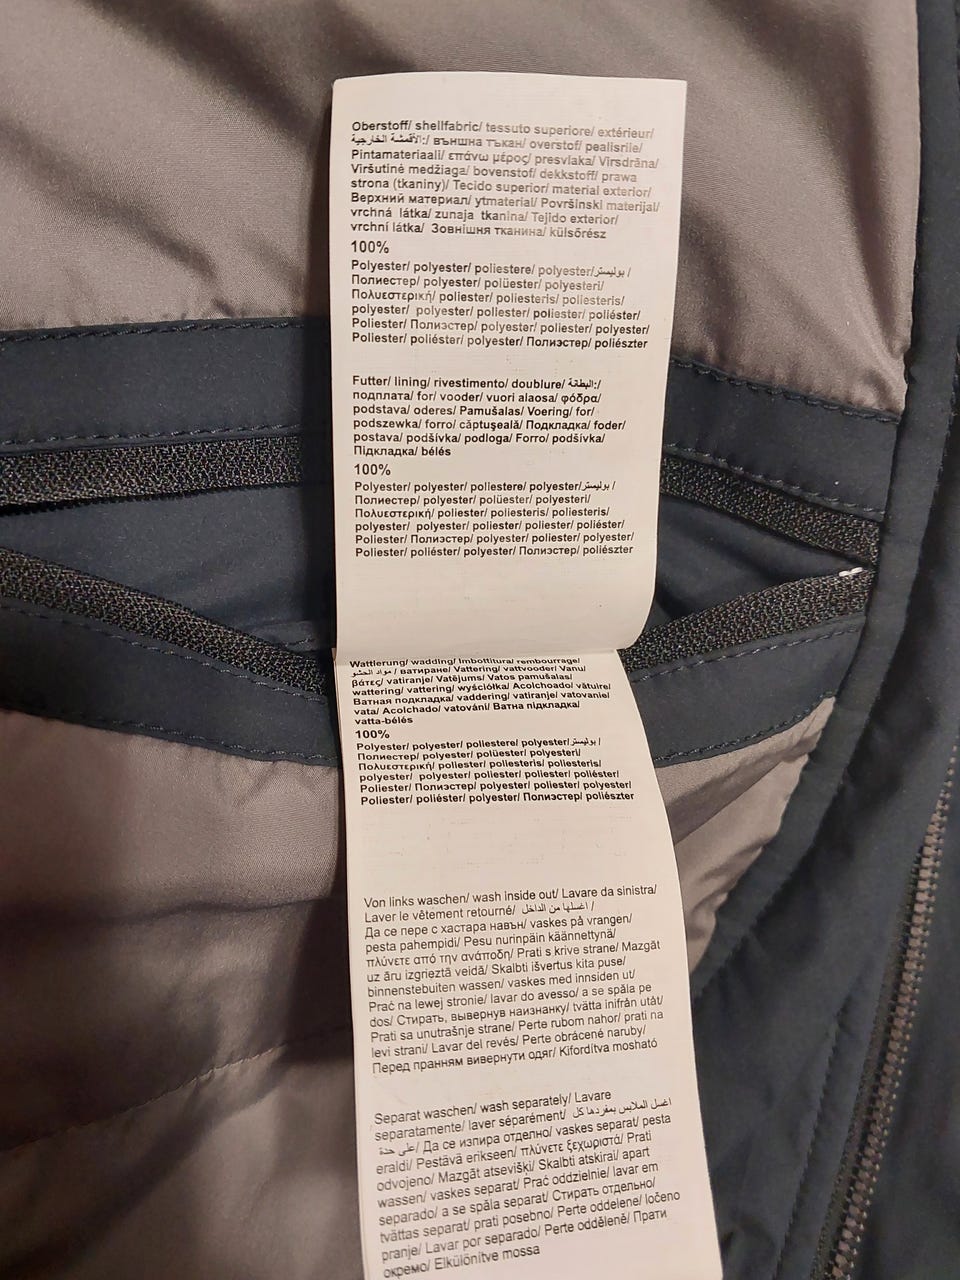 Oberstoff/ shellfabric/ tessuto superiore/ extérieur/
الأقمشة الخارجية:/ външна тъкан/ overstof/ pealisriie/
Pintamateriaali/ επάνω μέρος/ presvlaka/ Virsdrāna/
Viršutinė medžiaga/ bovenstof/ dekkstoff/ prawa
strona (tkaniny)/ Tecido superior/ material exterior/
Верхний материал/ ytmaterial/ Površinski materijal/
vrchná látka/ zunaja tkanina/ Tejido exterior/
vrchní látka/ Зовнішня тканина/ külsőrész
100%
Polyester/ polyester/ poliestere/ polyester/بوليستر /
Полиестер/ polyester/ polüester/ polyesteri/
Πολυεστερική/ poliester/ poliesteris/ poliesteris/
polyester/ polyester/ poliester/ poliester/ poliéster/
Poliester/ Полиэстер/ polyester/ poliester/ polyester/
Poliester/ poliéster/ polyester/ Полиэстер/ poliészter
Futter/ lining/ rivestimento/ doublure/ البطانة:/
подплата/ for/ vooder/ vuori alaosa/ φόδρα/
podstava/ oderes/ Pamušalas/ Voering/ for/
podszewka/ forro/ căptuşeală/ Подкладка/ foder/
postava/ podšívka/ podloga/ Forro/ podšívka/
Підкладка/ bélés
100%
Polyester/ polyester/ poliestere/ polyester/بوليستر /
Полиестер/ polyester/ polüester/ polyesteri/
Πολυεστερική/ poliester/ poliesteris/ poliesteris/
polyester/ polyester/ poliester/ poliester/ poliéster/
Poliester/ Полиэстер/ polyester/ poliester/ polyester/
Poliester/ poliéster/ polyester/ Полиэстер/ poliészter
Wattierung/ wadding/ Imbottitura/ rembourrage/
مواد الحشو / ватиране/ Vattering/ vattvooder/ Vanu/
βάτες/ vatiranje/ Vatējums/ Vatos pamušalas/
wattering/ vattering/ wyściółka/ Acolchoado/ vătuire/
Ватная подкладка/ vaddering/ vatiranje/ vatovanie/
vata/ Acolchado/ vatování/ Ватна підкладка/
vatta-bélés
100%
Polyester/ polyester/ poliestere/ polyester/بوليستر /
Полиестер/ polyester/ polüester/ polyesteri/
Πολυεστερική/ poliester/ poliesteris/ poliesteris/
polyester/ polyester/ poliester/ poliester/ poliéster/
Poliester/ Полиэстер/ polyester/ poliester/ polyester/
Poliester/ poliéster/ polyester/ Полиэстер/ poliészter
Von links waschen/ wash inside out/ Lavare da sinistra/
Laver le vêtement retourné/ اغسلها من الداخل /
Да се пере с хастара навън/ vaskes på vrangen/
pesta pahempidi/ Pesu nurinpäin käännettynä/
πλύνετε από την ανάποδη/ Prati s krive strane/ Mazgāt
uz āru izgrieztā veidā/ Skalbti išvertus kita puse/
binnenstebuiten wassen/ vaskes med innsiden ut/
Prać na lewej stronie/ lavar do avesso/ a se spăla pe
dos/ Стирать, вывернув наизнанку/ tvätta inifrån utåt/
Prati sa unutrašnje strane/ Perte rubom nahor/ prati na
levi strani/ Lavar del revés/ Perte obrácené naruby/
Перед пранням вивернути одяг/ Kifordítva mosható
Separat waschen/ wash separately/ Lavare
separatamente/ laver séparément/ اغسل الملابس بمفردها كل
على حدة/ Да се изпира отделно/ vaskes separat/ pesta
eraldi/ Pestävä erikseen/ πλύνετε ξεχωριστά/ Prati
odvojeno/ Mazgāt atsevišķi/ Skalbti atskirai/ apart
wassen/ vaskes separat/ Prać oddzielnie/ lavar em
separado/ a se spăla separat/ Стирать отдельно/
tvättas separat/ prati posebno/ Perte oddelene/ ločeno
pranje/ Lavar por separado/ Perte odděleně/ Прати
окремо/ Elkülönítve mossa